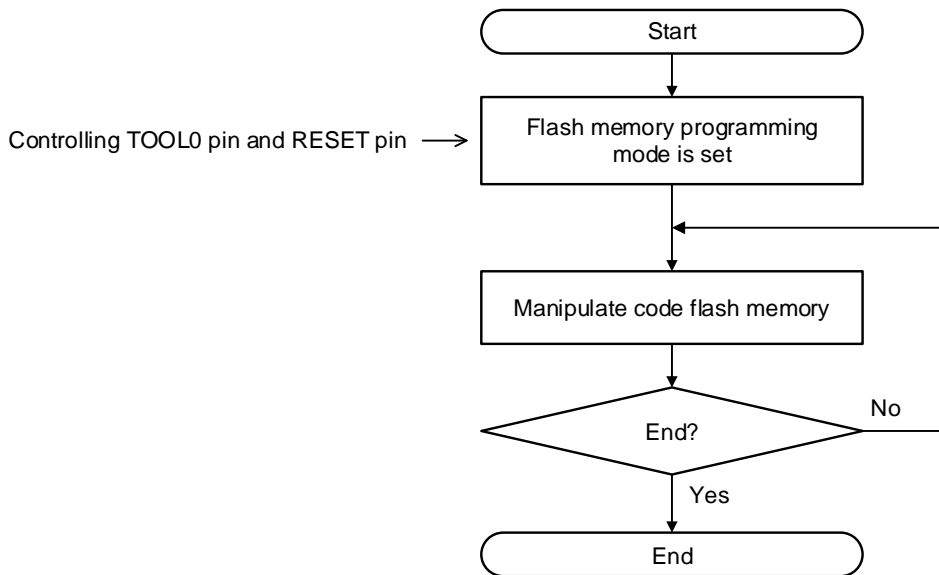 Start
Controlling TOOL0 pin and RESET pin
Flash memory programming
mode is set
Manipulate code flash memory
End?
No
Yes
End